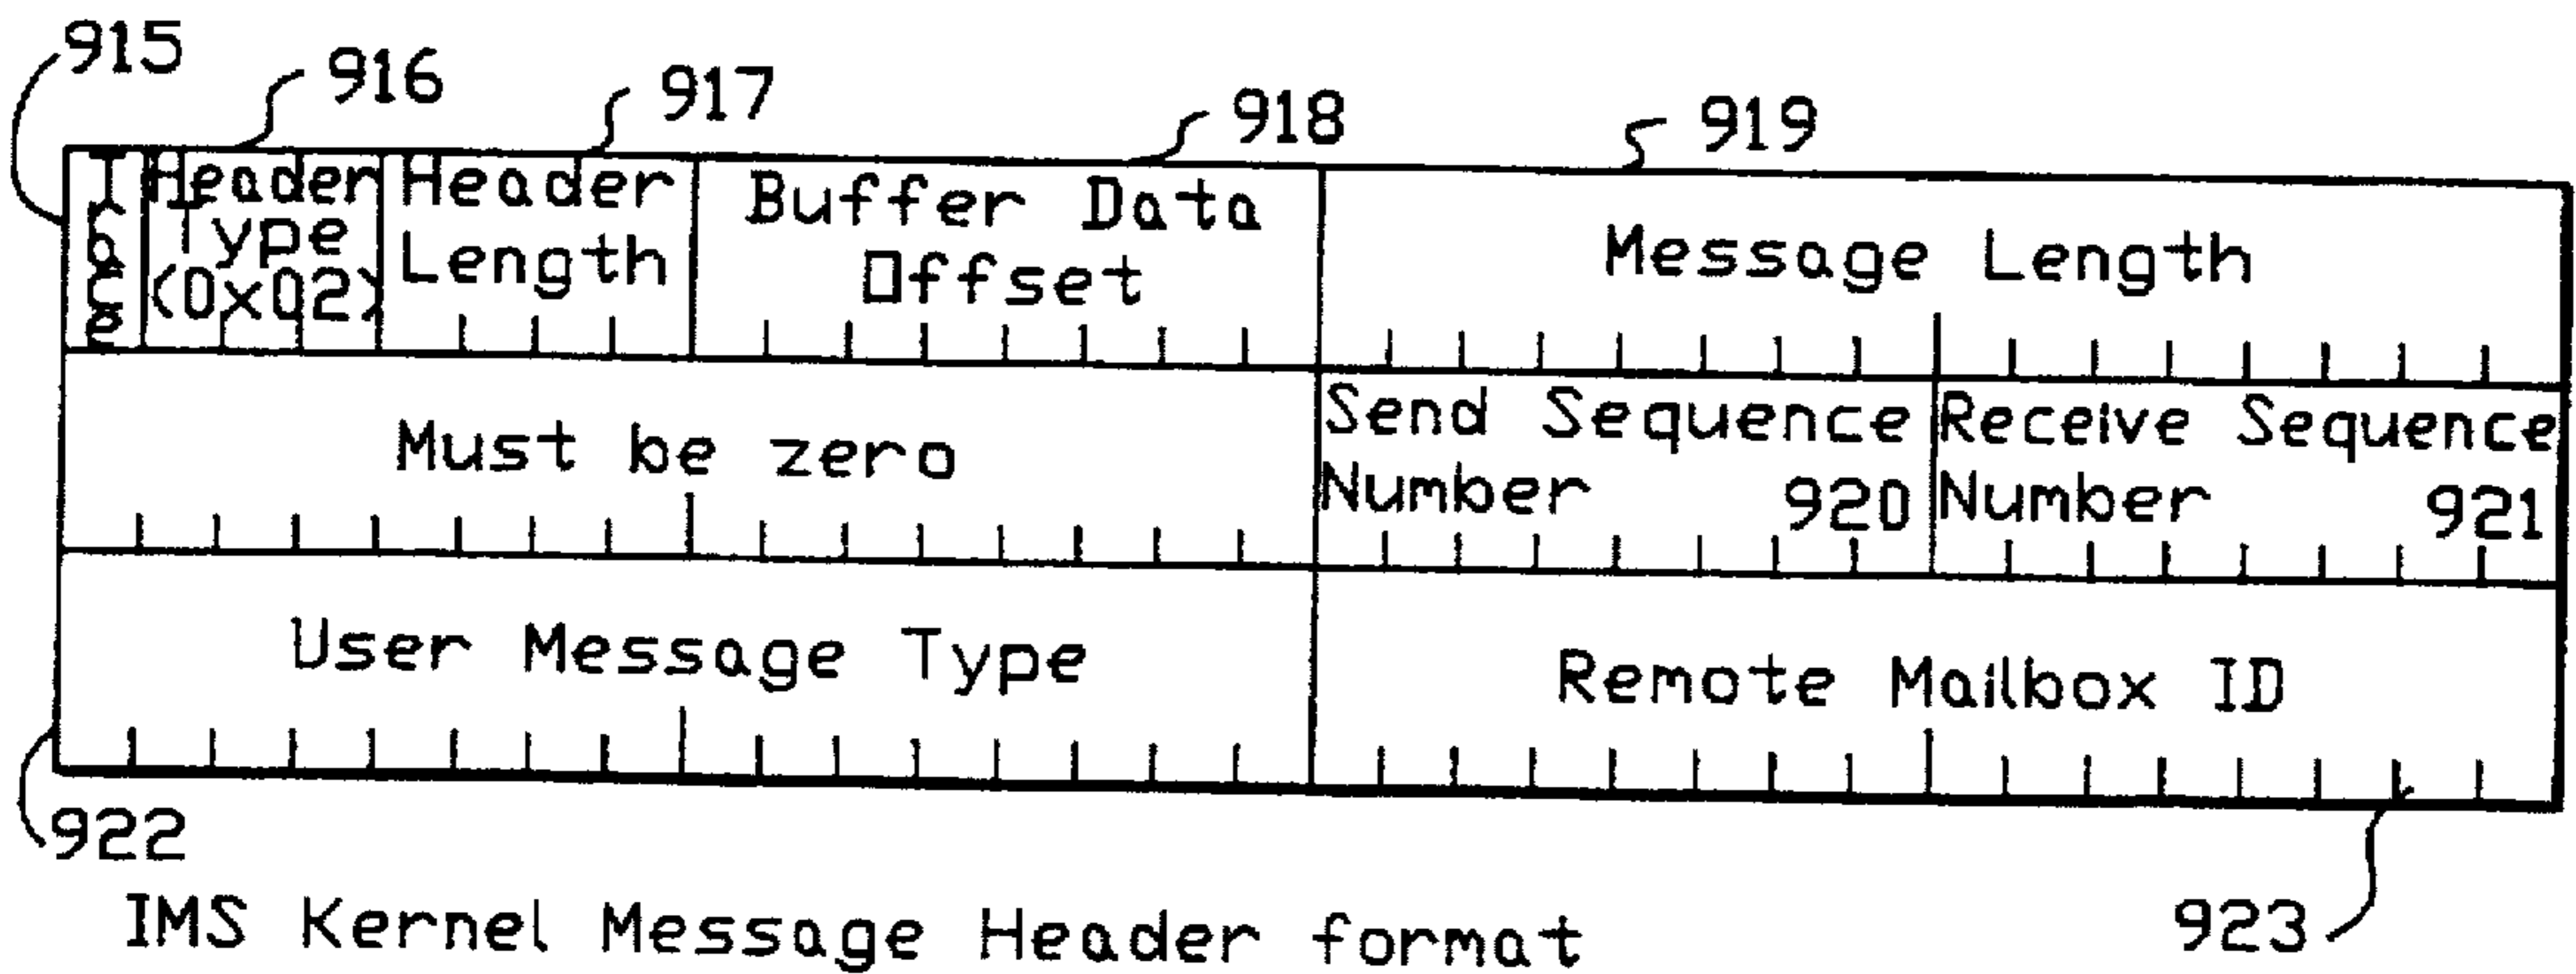 915
916
917
918
919
Trace
Header
Type
(0x02)
Header
Length
Buffer Data
Offset
Message Length
Must be zero
Send Sequence
Number 920
Receive Sequence
Number 921
User Message Type
Remote Mailbox ID
922
923
IMS Kernel Message Header format